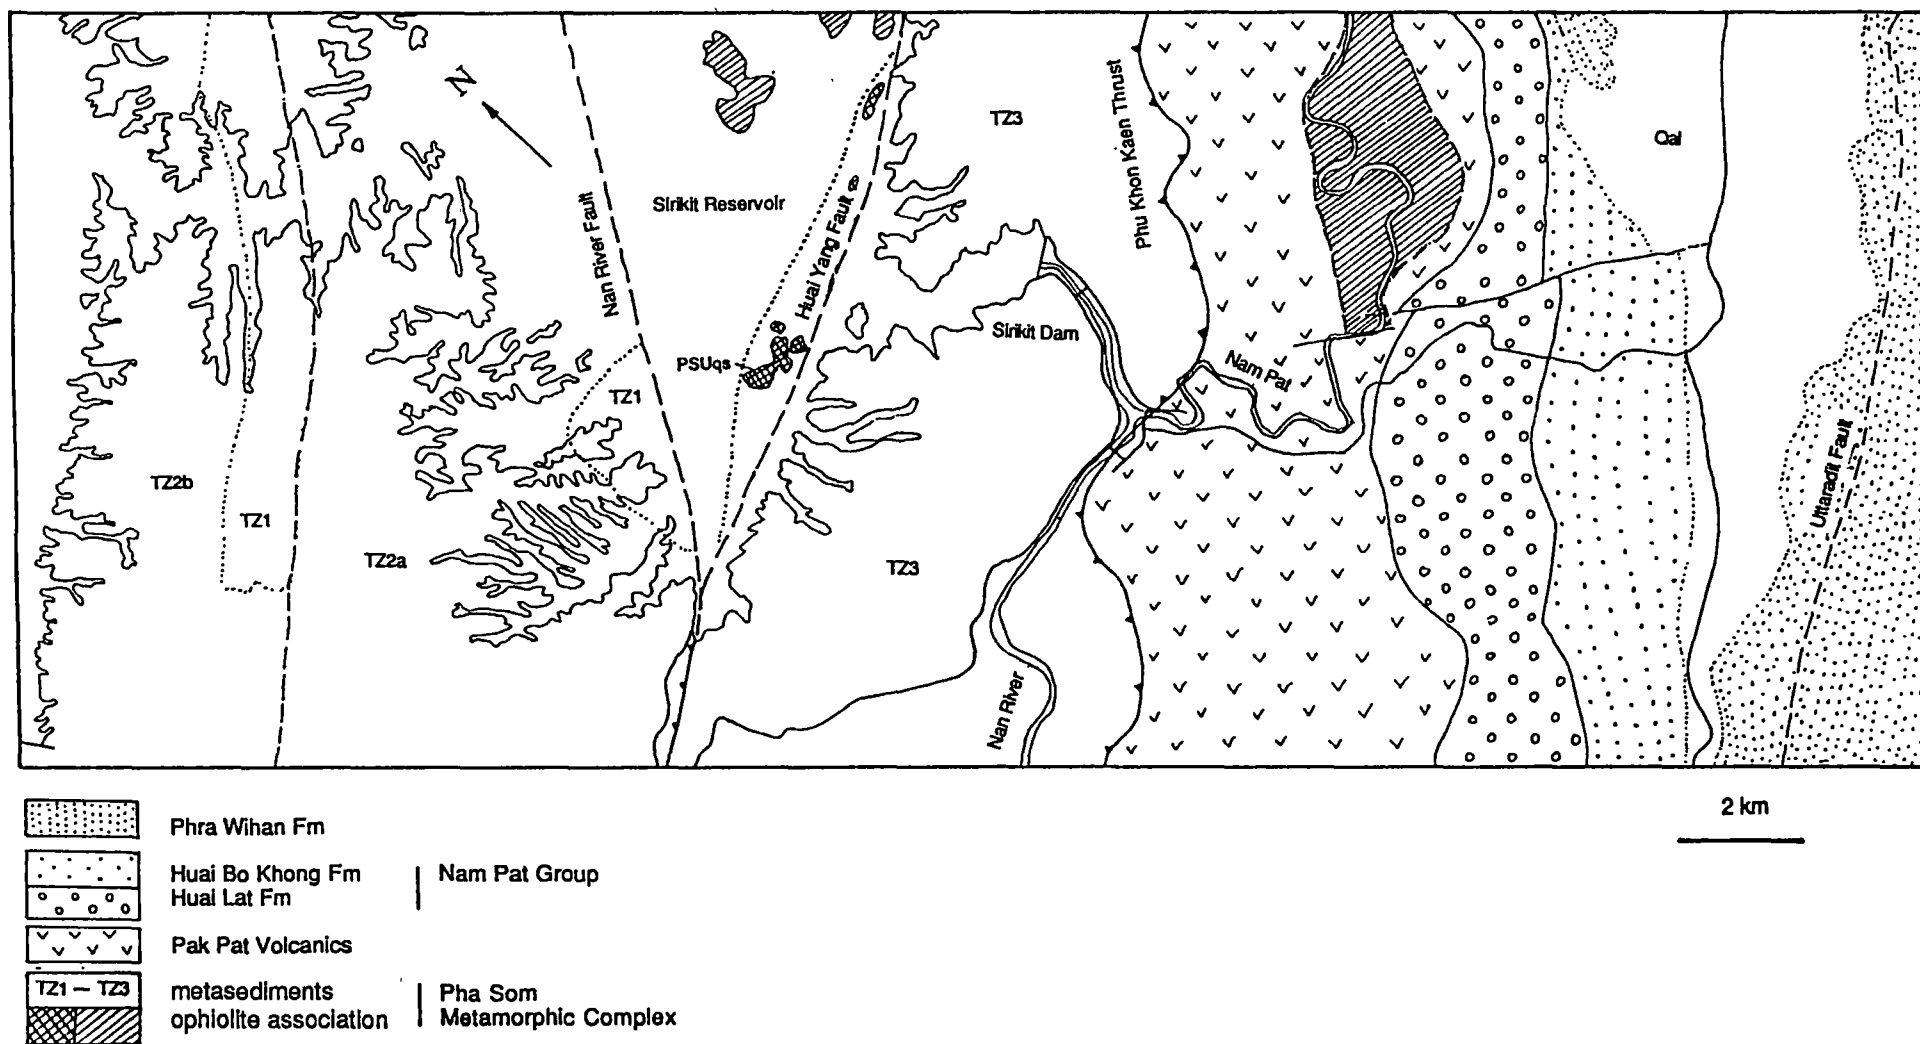 N
TZ3
Phu Khon Kaen Thrust
Qal
Nan River Fault
Sirikit Reservoir
Huai Yang Fault
Sirikit Dam
PSUqs
Nam Pat
TZ1
Uttaradit Fault
TZ2b
TZ1
TZ2a
TZ3
Nan River
2 km
Phra Wihan Fm
Huai Bo Khong Fm
Nam Pat Group
Huai Lat Fm
Pak Pat Volcanics
TZ1 — TZ3
metasediments
Pha Som
ophiolite association
Metamorphic Complex